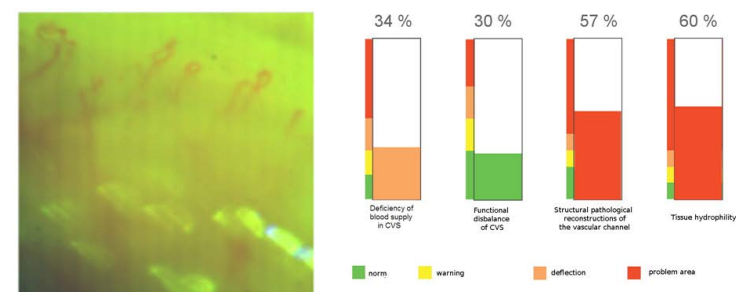 34 %
30 %
57 %
60 %
Deficiency of
blood supply
in CVS
Functional
disbalance
of CVS
Structural pathological
reconstructions of
the vascular channel
Tissue hydrophility
norm
warning
deflection
problem area